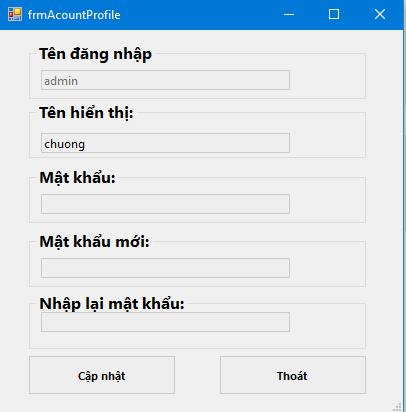 frmAcountProfile
Tên đăng nhập
admin
Tên hiển thị:
chuong
Mật khẩu:
Mật khẩu mới:
Nhập lại mật khẩu:
Cập nhật
Thoát